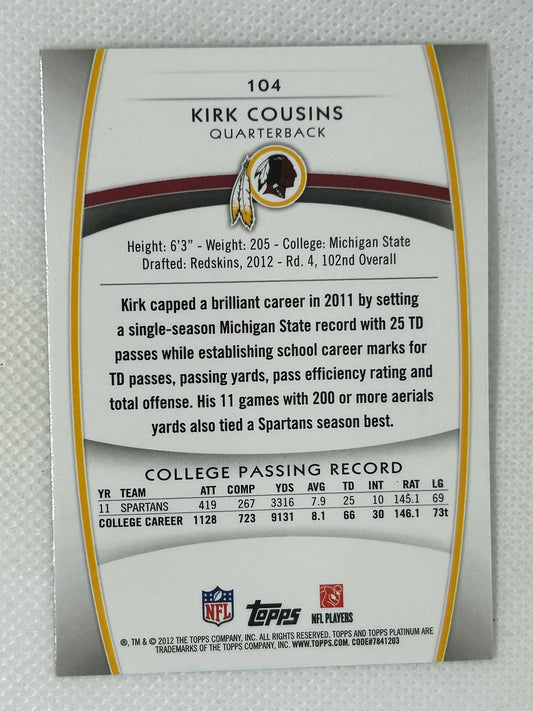 104
KIRK COUSINS
QUARTERBACK
Height: 6'3" - Weight: 205 - College: Michigan State
Drafted: Redskins, 2012 - Rd. 4, 102nd Overall
Kirk capped a brilliant career in 2011 by setting
a single-season Michigan State record with 25 TD
passes while establishing school career marks for
TD passes, passing yards, pass efficiency rating and
total offense. His 11 games with 200 or more aerials
yards also tied a Spartans season best.
COLLEGE PASSING RECORD
YR TEAM ATT COMP YDS AVG TD INT RAT LG
11 SPARTANS 419 267 3316 7.9 25 10 145.1 69
COLLEGE CAREER 1128 723 9131 8.1 66 30 146.1 73t
NFL Topps NFL PLAYERS
®, TM & © 2012 THE TOPPS COMPANY, INC. ALL RIGHTS RESERVED. TOPPS AND TOPPS PLATINUM ARE
TRADEMARKS OF THE TOPPS COMPANY, INC. WWW.TOPPS.COM. CODE#7841203